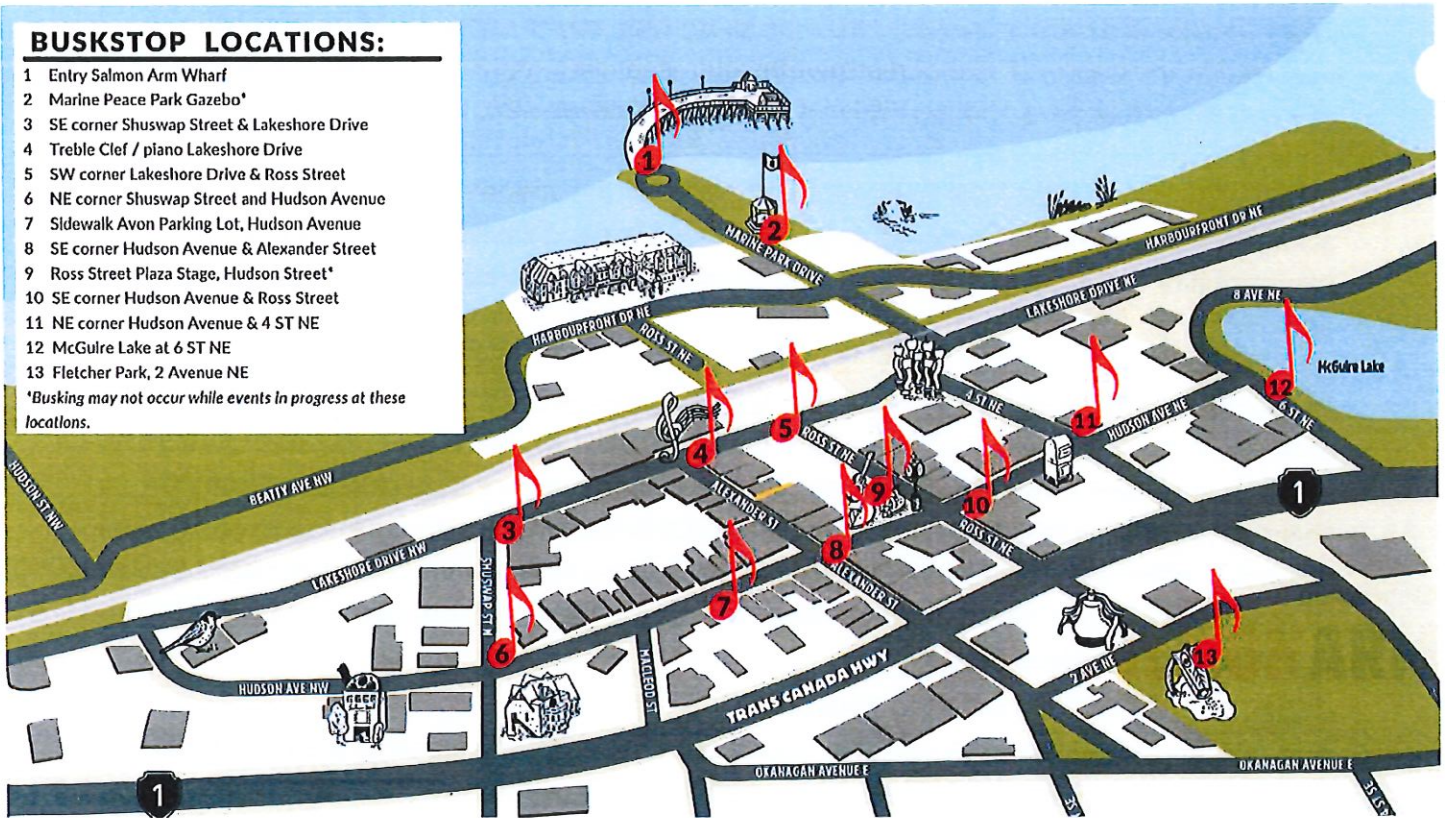 BUSKSTOP LOCATIONS:
1 Entry Salmon Arm Wharf
2 Marine Peace Park Gazebo*
3 SE corner Shuswap Street & Lakeshore Drive
4 Treble Clef / piano Lakeshore Drive
5 SW corner Lakeshore Drive & Ross Street
6 NE corner Shuswap Street and Hudson Avenue
7 Sidewalk Avon Parking Lot, Hudson Avenue
8 SE corner Hudson Avenue & Alexander Street
9 Ross Street Plaza Stage, Hudson Street*
10 SE corner Hudson Avenue & Ross Street
11 NE corner Hudson Avenue & 4 ST NE
12 McGuire Lake at 6 ST NE
13 Fletcher Park, 2 Avenue NE
*Busking may not occur while events in progress at these
locations.
1
2
MARINE PARK DRIVE
HARBOURFRONT DR NE
LAKESHORE DRIVE NE
8 AVE NE
HARBOURFRONT DR NE
ROSS ST NE
McGuire Lake
12
6 ST NE
4 ST NE
11
HUDSON AVE NE
5
ROSS ST NE
4
9
10
1
ROSS ST NE
HUDSON ST NW
BEATTY AVE NW
ALEXANDER ST
3
8
ALEXANDER ST
LAKESHORE DRIVE NW
SHUSWAP ST N
7
6
HUDSON AVE NW
MACLEOD ST
TRANS CANADA HWY
13
2 AVE NE
OKANAGAN AVENUE E
OKANAGAN AVENUE E
1